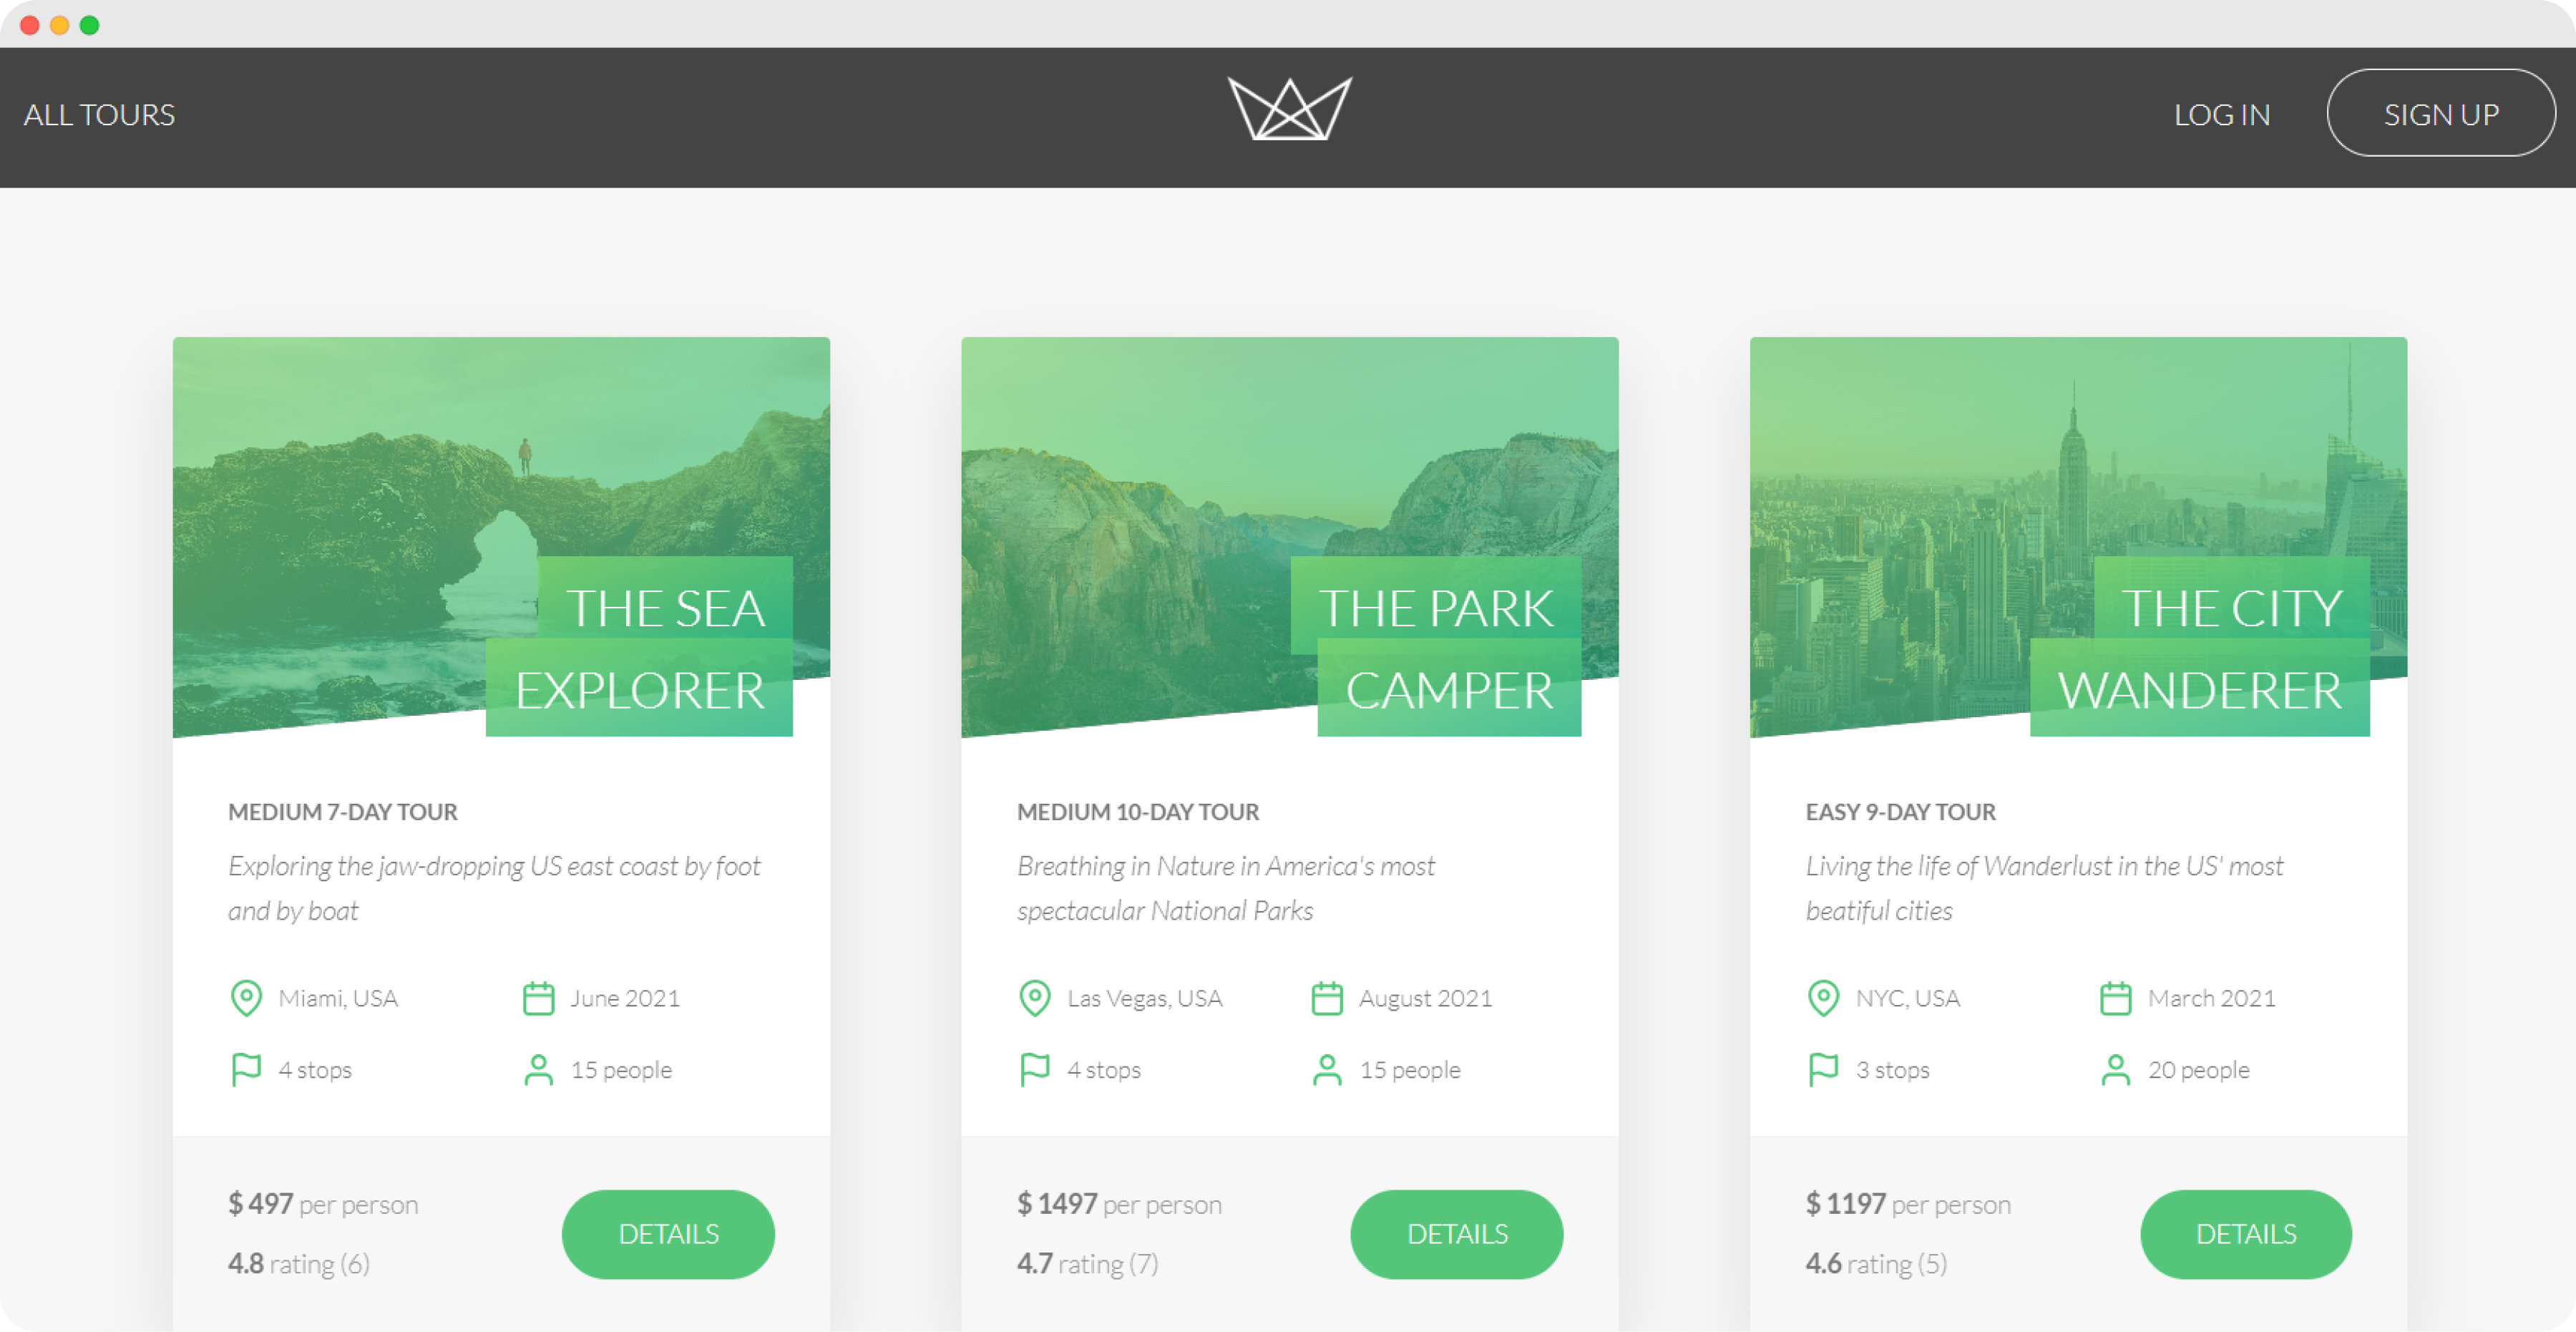 ALL TOURS
LOG IN
SIGN UP
THE SEA
EXPLORER
MEDIUM 7-DAY TOUR
Exploring the jaw-dropping US east coast by foot
and by boat
Miami, USA
June 2021
4 stops
15 people
$ 497 per person
4.8 rating (6)
DETAILS
THE PARK
CAMPER
MEDIUM 10-DAY TOUR
Breathing in Nature in America's most
spectacular National Parks
Las Vegas, USA
August 2021
4 stops
15 people
$ 1497 per person
4.7 rating (7)
DETAILS
THE CITY
WANDERER
EASY 9-DAY TOUR
Living the life of Wanderlust in the US' most
beatiful cities
NYC, USA
March 2021
3 stops
20 people
$ 1197 per person
4.6 rating (5)
DETAILS